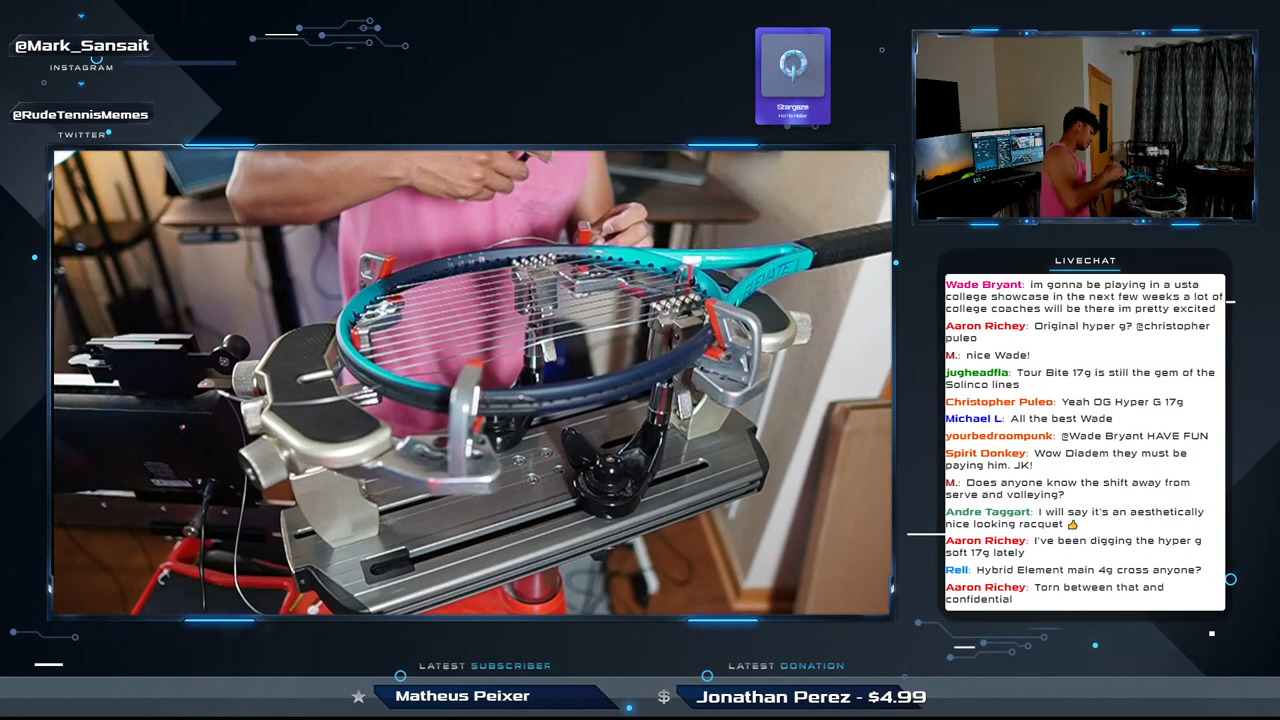 @Mark_Sansait
INSTAGRAM
@RudeTennisMemes
TWITTER
Stargaze
ELEVATE
LIVECHAT
Wade Bryant: im gonna be playing in a usta
college showcase in the next few weeks a lot of
college coaches will be there im pretty excited
Aaron Richey: Original hyper g? @christopher
puleo
M.: nice Wade!
jugheadfla: Tour Bite 17g is still the gem of the
Solinco lines
Christopher Puleo: Yeah OG Hyper G 17g
Michael L: All the best Wade
yourbedroompunk: @Wade Bryant HAVE FUN
Spirit Donkey: Wow Diadem they must be
paying him. JK!
M.: Does anyone know the shift away from
serve and volleying?
Andre Taggart: I will say it's an aesthetically
nice looking racquet 👍
Aaron Richey: I've been digging the hyper g
soft 17g lately
Rell: Hybrid Element main 4g cross anyone?
Aaron Richey: Torn between that and
confidential
LATEST SUBSCRIBER
Matheus Peixer
LATEST DONATION
$ Jonathan Perez - $4.99